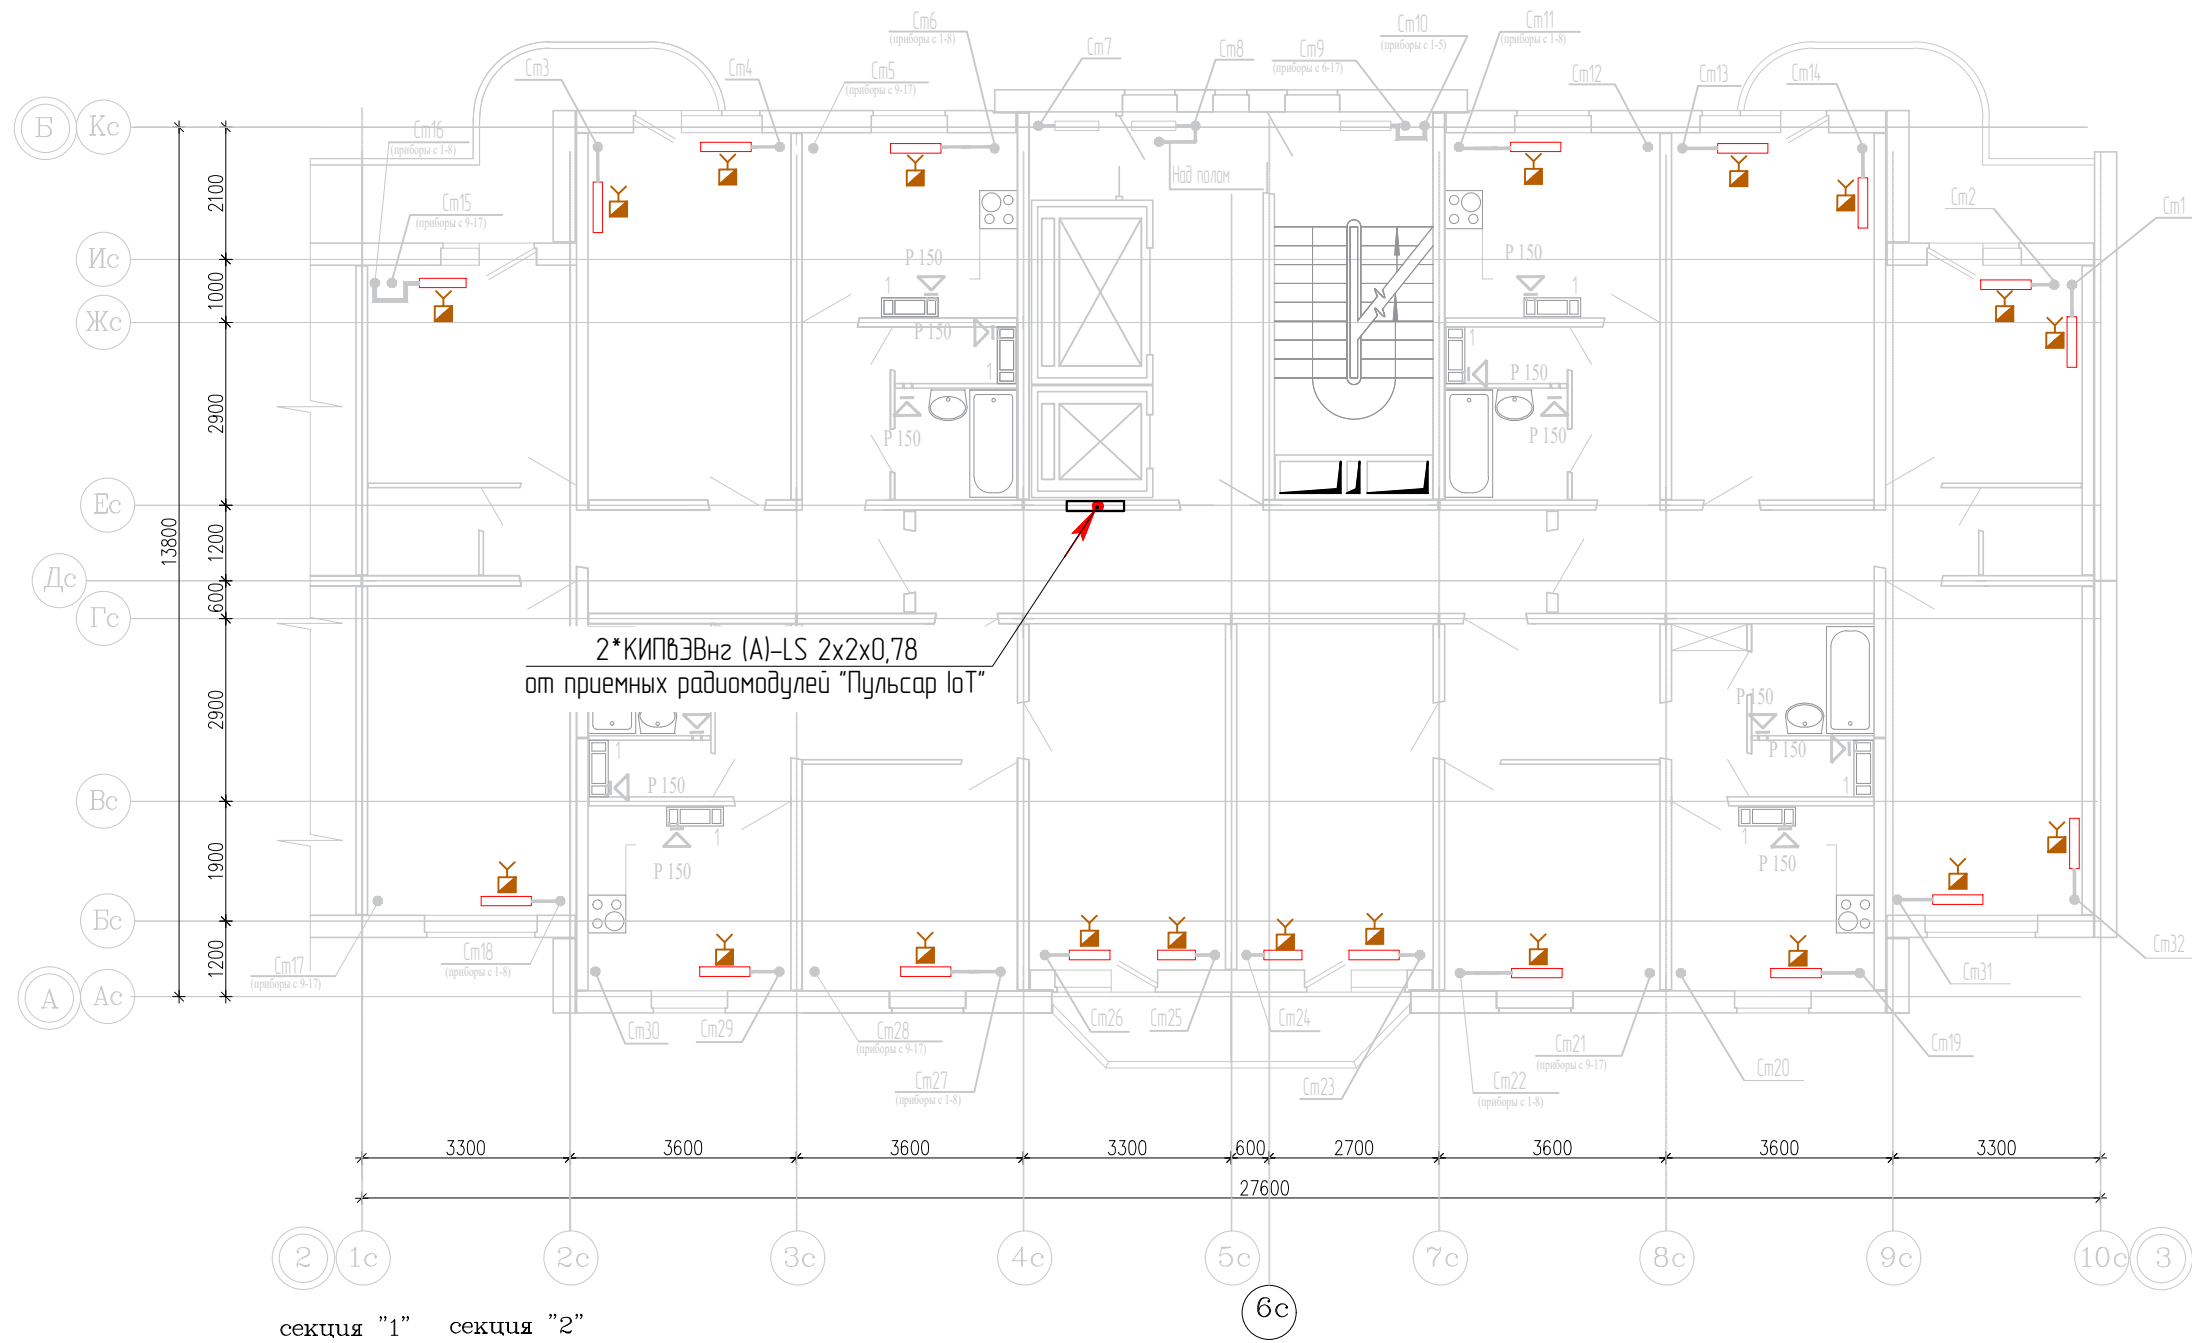 Ст6
(приборы с 1-8)
Ст7
Ст8
Ст9
(приборы с 6-17)
Ст10
(приборы с 1-5)
Ст11
(приборы с 1-8)
Ст3
Ст4
Ст5
(приборы с 9-17)
Ст12
Ст13
Ст14
Б
Кс
Ст16
(приборы с 1-8)
Ст15
(приборы с 9-17)
Над полом
Ст2
Ст1
2100
Ис
P 150
P 150
1000
1
1
Жс
P 150
1
1
P 150
2900
P 150
P 150
Ес
13800
1200
Дс
600
Гс
2*КИПвЭВнг (А)-LS 2х2х0,78
от приемных радиомодулей "Пульсар IoT"
2900
P 150
1
P 150
P 150
1
Вс
1
1
1900
P 150
P 150
Бс
1200
Ст17
(приборы с 9-17)
Ст18
(приборы с 1-8)
Ст31
Ст32
А
Ас
Ст30
Ст29
Ст28
(приборы с 9-17)
Ст26
Ст25
Ст24
Ст21
(приборы с 9-17)
Ст19
Ст27
(приборы с 1-8)
Ст23
Ст22
(приборы с 1-8)
Ст20
3300
3600
3600
3300
600
2700
3600
3600
3300
27600
2
1с
2с
3с
4с
5с
7с
8с
9с
10с
3
6с
секция "1"
секция "2"